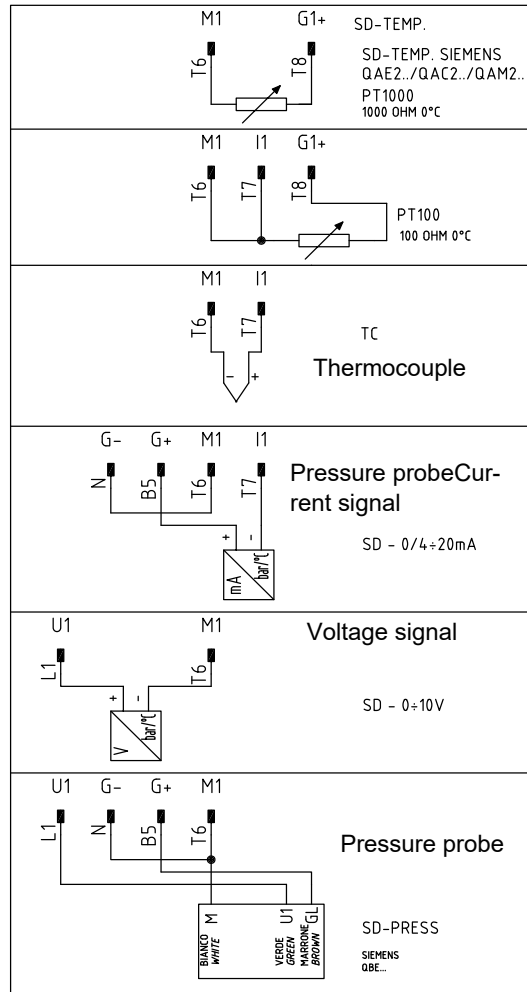 M1 G1+ SD-TEMP.
T6 T8
SD-TEMP. SIEMENS
QAE2../QAC2../QAM2..
PT1000
1000 OHM 0°C
M1 I1 G1+
T6 T7 T8
PT100
100 OHM 0°C
M1 I1
T6 T7
TC
- +
Thermocouple
G- G+ M1 I1
N B5 T6 T7
Pressure probeCur-
rent signal
+ -
SD - 0/4÷20mA
mA bar/°C
U1 M1
Voltage signal
L1 T6
+ -
SD - 0÷10V
V bar/°C
U1 G- G+ M1
L1 N B5 T6
Pressure probe
M U1 GL
BIANCO VERDE MARRONE
WHITE GREEN BROWN
SD-PRESS
SIEMENS
QBE...